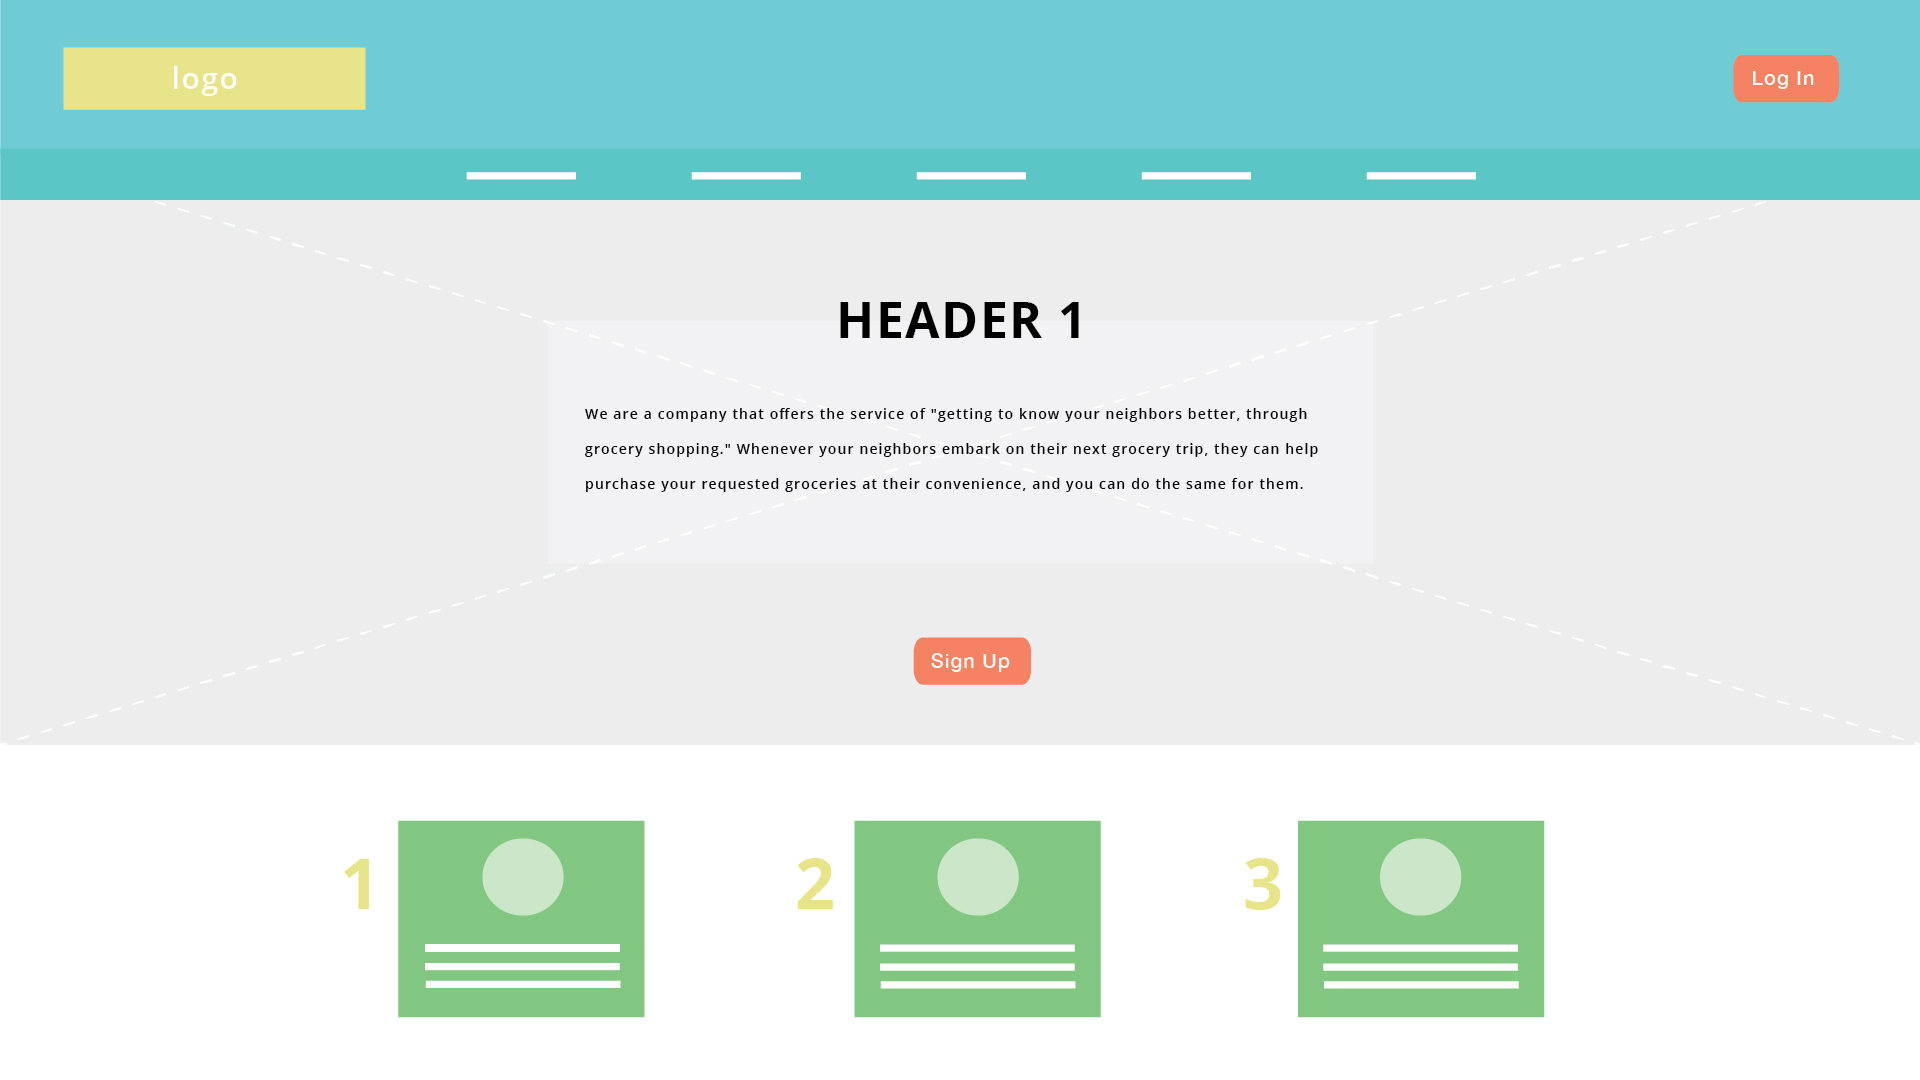 logo
Log In
HEADER 1
We are a company that offers the service of "getting to know your neighbors better, through
grocery shopping." Whenever your neighbors embark on their next grocery trip, they can help
purchase your requested groceries at their convenience, and you can do the same for them.
Sign Up
1
2
3